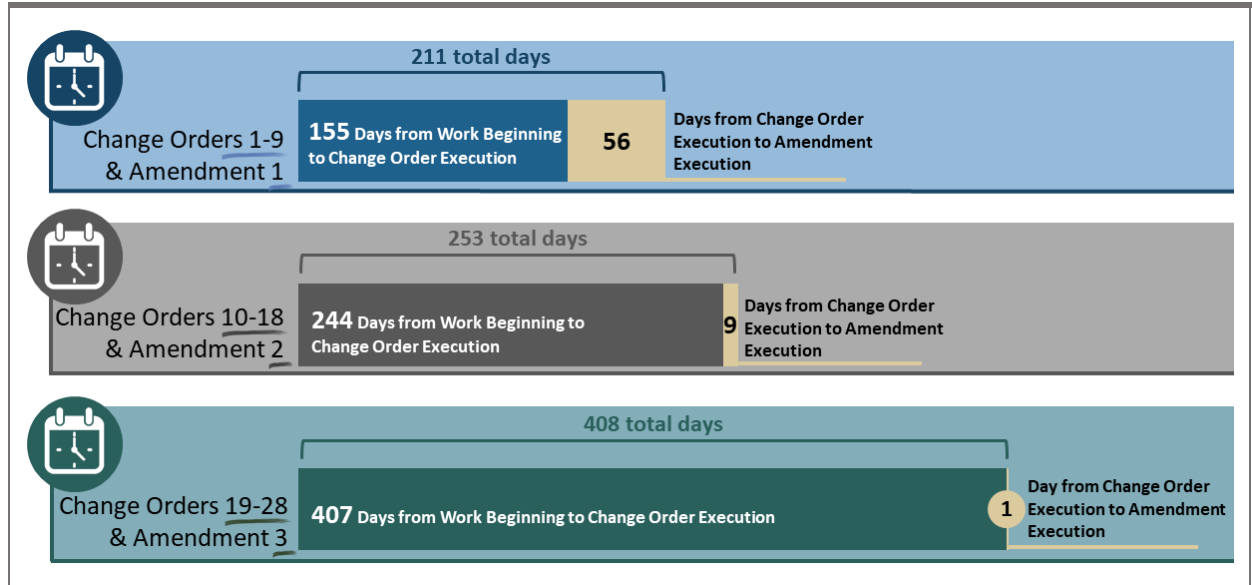 211 total days
Change Orders 1-9
& Amendment 1
155 Days from Work Beginning
to Change Order Execution
56
Days from Change Order
Execution to Amendment
Execution
253 total days
Change Orders 10-18
& Amendment 2
244 Days from Work Beginning to
Change Order Execution
9
Days from Change Order
Execution to Amendment
Execution
408 total days
Change Orders 19-28
& Amendment 3
407 Days from Work Beginning to Change Order Execution
1
Day from Change Order
Execution to Amendment
Execution